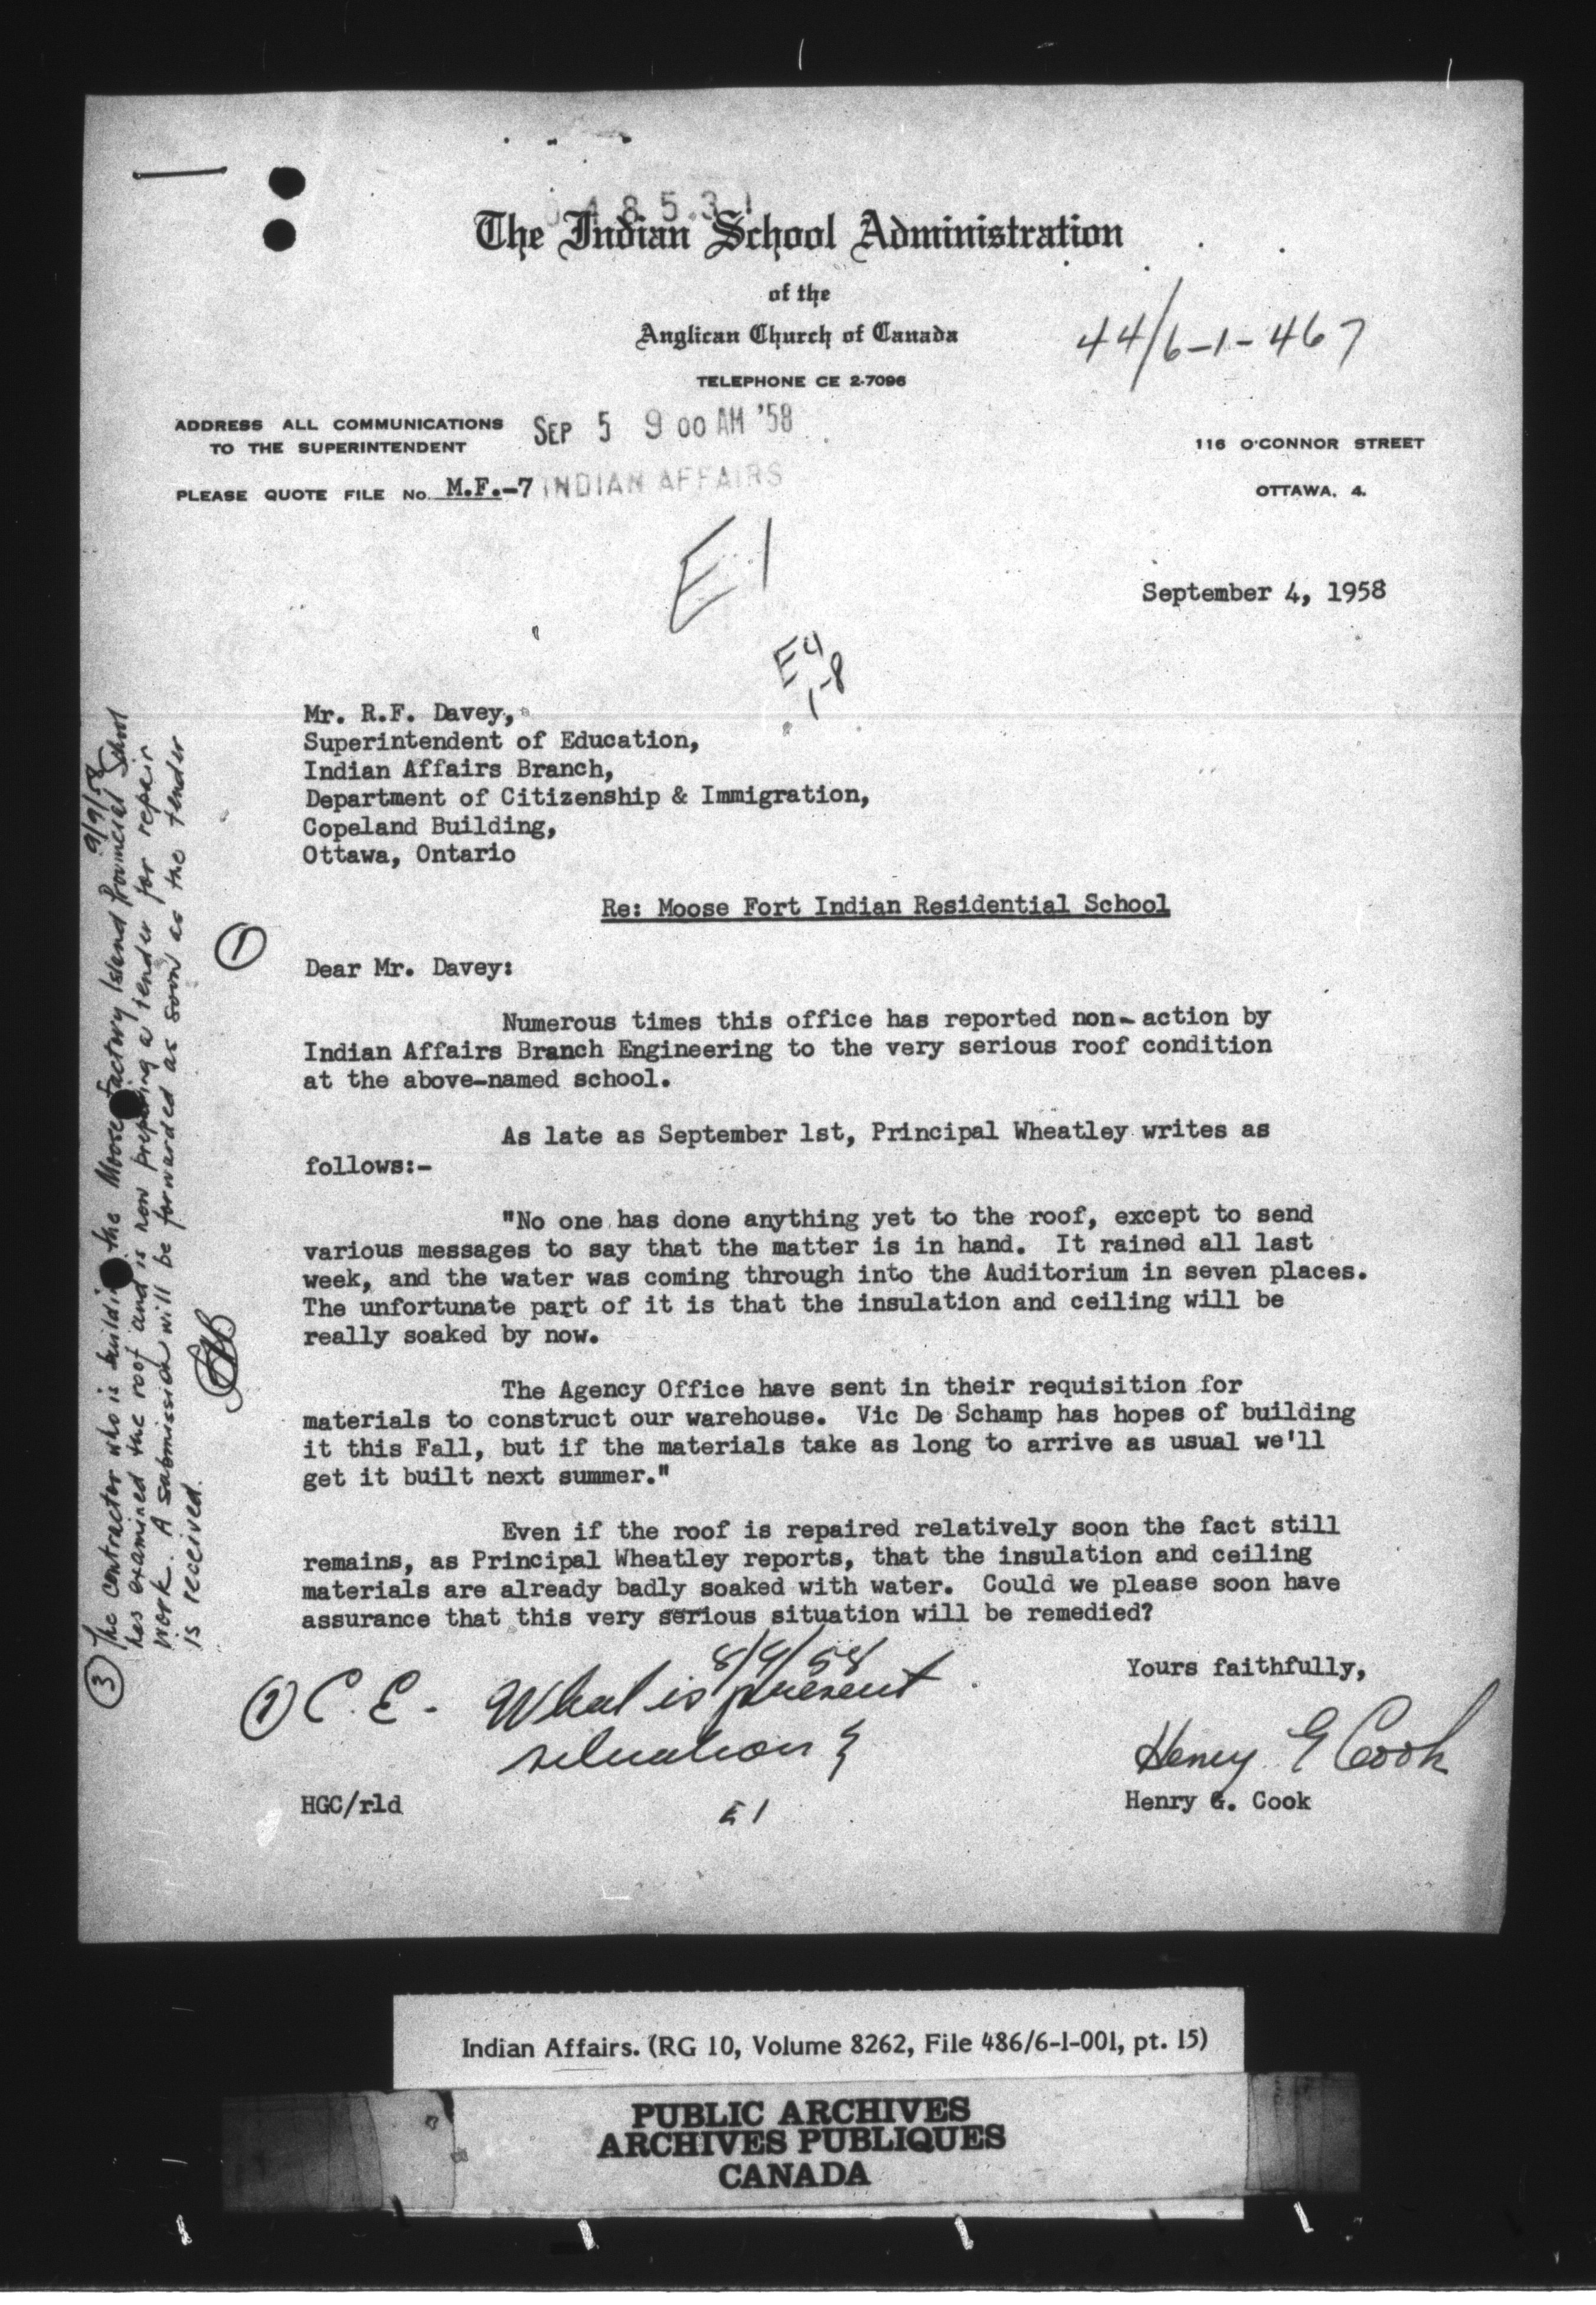 048531
The Indian School Administration
of the
Anglican Church of Canada
44/6-1-467
TELEPHONE CE 2-7096
ADDRESS ALL COMMUNICATIONS
TO THE SUPERINTENDENT
SEP 5 9 00 AM '58
116 O'CONNOR STREET
PLEASE QUOTE FILE No. M.F.-7
INDIAN AFFAIRS
OTTAWA, 4.
E1
September 4, 1958
E4
1-8
Mr. R.F. Davey,
Superintendent of Education,
Indian Affairs Branch,
Department of Citizenship & Immigration,
Copeland Building,
Ottawa, Ontario
Re: Moose Fort Indian Residential School
1
Dear Mr. Davey:
Numerous times this office has reported non-action by
Indian Affairs Branch Engineering to the very serious roof condition
at the above-named school.
As late as September 1st, Principal Wheatley writes as
follows:-
"No one has done anything yet to the roof, except to send
various messages to say that the matter is in hand. It rained all last
week, and the water was coming through into the Auditorium in seven places.
The unfortunate part of it is that the insulation and ceiling will be
really soaked by now.
The Agency Office have sent in their requisition for
materials to construct our warehouse. Vic De Schamp has hopes of building
it this Fall, but if the materials take as long to arrive as usual we'll
get it built next summer."
Even if the roof is repaired relatively soon the fact still
remains, as Principal Wheatley reports, that the insulation and ceiling
materials are already badly soaked with water. Could we please soon have
assurance that this very serious situation will be remedied?
Yours faithfully,
8/9/58
2 C.E. - What is present
situation?
Henry G Cook
HGC/rld
E1
Henry G. Cook
9/9/58
3 The contractor who is building the Moose Factory Island Provincial School
has examined the roof and is now preparing a tender for repair
work. A submission will be forwarded as soon as the tender
is received.
Indian Affairs. (RG 10, Volume 8262, File 486/6-1-001, pt. 15)
PUBLIC ARCHIVES
ARCHIVES PUBLIQUES
CANADA